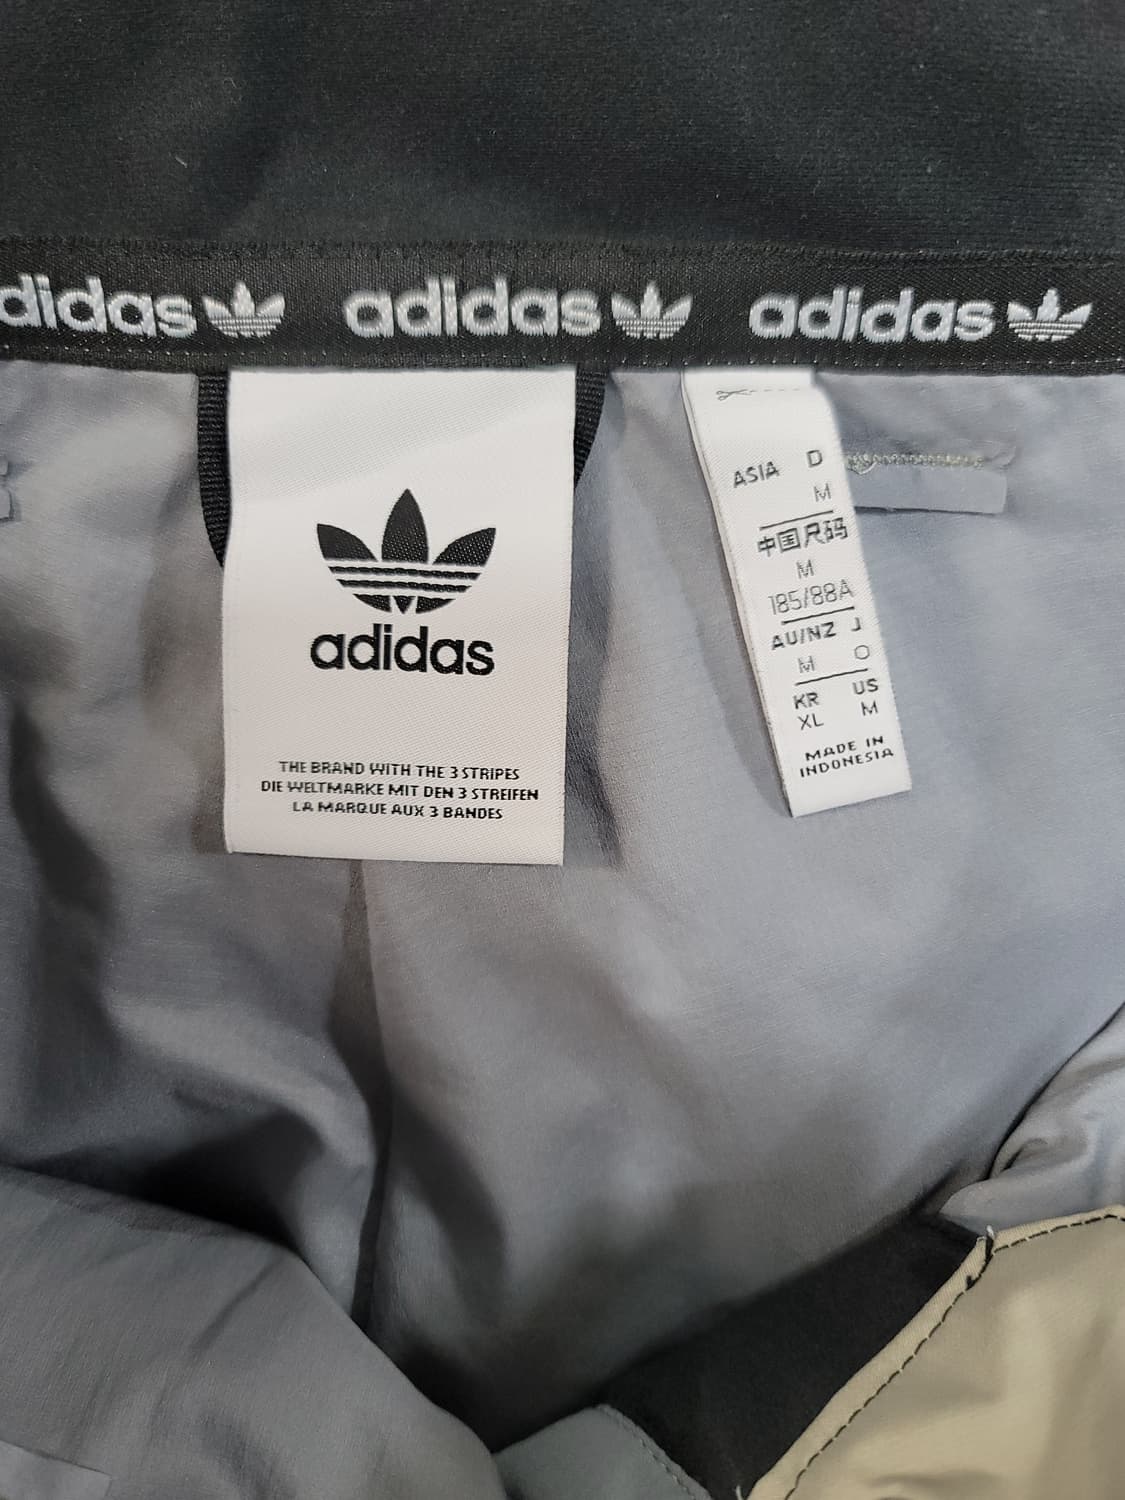 adidas adidas adidas
adidas
THE BRAND WITH THE 3 STRIPES
DIE WELTMARKE MIT DEN 3 STREIFEN
LA MARQUE AUX 3 BANDES
ASIA D
M
中国尺码
M
185/88A
AU/NZ J
M O
KR US
XL M
MADE IN
INDONESIA